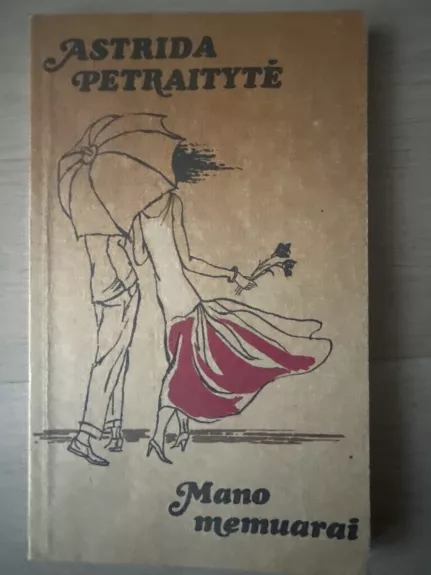 ASTRIDA
PETRAITYTĖ
Mano
memuarai